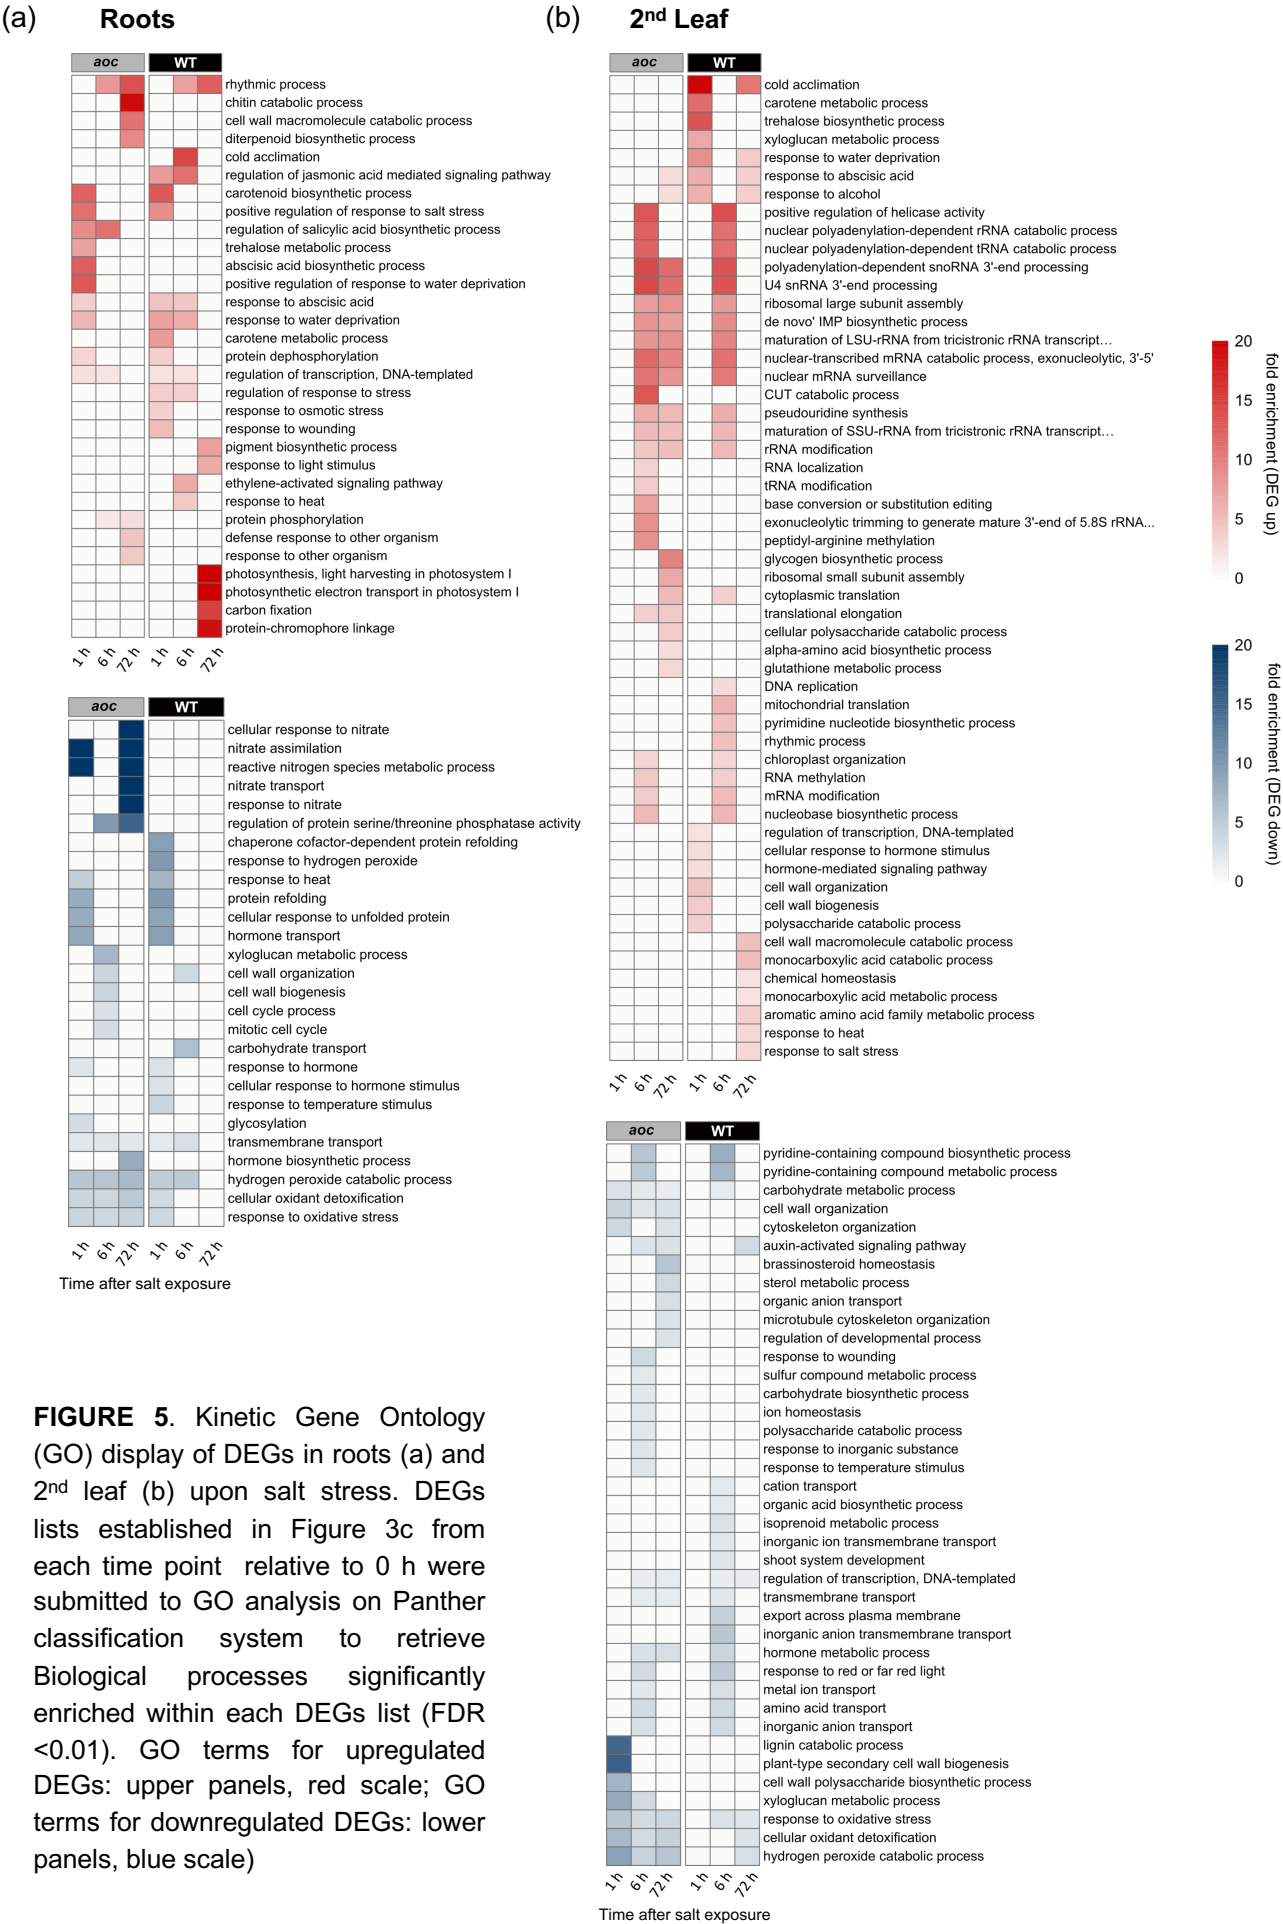 (a) Roots
aoc WT
rhythmic process
chitin catabolic process
cell wall macromolecule catabolic process
diterpenoid biosynthetic process
cold acclimation
regulation of jasmonic acid mediated signaling pathway
carotenoid biosynthetic process
positive regulation of response to salt stress
regulation of salicylic acid biosynthetic process
trehalose metabolic process
abscisic acid biosynthetic process
positive regulation of response to water deprivation
response to abscisic acid
response to water deprivation
carotene metabolic process
protein dephosphorylation
regulation of transcription, DNA-templated
regulation of response to stress
response to osmotic stress
response to wounding
pigment biosynthetic process
response to light stimulus
ethylene-activated signaling pathway
response to heat
protein phosphorylation
defense response to other organism
response to other organism
photosynthesis, light harvesting in photosystem I
photosynthetic electron transport in photosystem I
carbon fixation
protein-chromophore linkage
1 h 6 h 72 h 1 h 6 h 72 h
aoc WT
cellular response to nitrate
nitrate assimilation
reactive nitrogen species metabolic process
nitrate transport
response to nitrate
regulation of protein serine/threonine phosphatase activity
chaperone cofactor-dependent protein refolding
response to hydrogen peroxide
response to heat
protein refolding
cellular response to unfolded protein
hormone transport
xyloglucan metabolic process
cell wall organization
cell wall biogenesis
cell cycle process
mitotic cell cycle
carbohydrate transport
response to hormone
cellular response to hormone stimulus
response to temperature stimulus
glycosylation
transmembrane transport
hormone biosynthetic process
hydrogen peroxide catabolic process
cellular oxidant detoxification
response to oxidative stress
1 h 6 h 72 h 1 h 6 h 72 h
Time after salt exposure
(b) 2nd Leaf
aoc WT
cold acclimation
carotene metabolic process
trehalose biosynthetic process
xyloglucan metabolic process
response to water deprivation
response to abscisic acid
response to alcohol
positive regulation of helicase activity
nuclear polyadenylation-dependent rRNA catabolic process
nuclear polyadenylation-dependent tRNA catabolic process
polyadenylation-dependent snoRNA 3'-end processing
U4 snRNA 3'-end processing
ribosomal large subunit assembly
de novo' IMP biosynthetic process
maturation of LSU-rRNA from tricistronic rRNA transcript…
nuclear-transcribed mRNA catabolic process, exonucleolytic, 3'-5'
nuclear mRNA surveillance
CUT catabolic process
pseudouridine synthesis
maturation of SSU-rRNA from tricistronic rRNA transcript…
rRNA modification
RNA localization
tRNA modification
base conversion or substitution editing
exonucleolytic trimming to generate mature 3'-end of 5.8S rRNA...
peptidyl-arginine methylation
glycogen biosynthetic process
ribosomal small subunit assembly
cytoplasmic translation
translational elongation
cellular polysaccharide catabolic process
alpha-amino acid biosynthetic process
glutathione metabolic process
DNA replication
mitochondrial translation
pyrimidine nucleotide biosynthetic process
rhythmic process
chloroplast organization
RNA methylation
mRNA modification
nucleobase biosynthetic process
regulation of transcription, DNA-templated
cellular response to hormone stimulus
hormone-mediated signaling pathway
cell wall organization
cell wall biogenesis
polysaccharide catabolic process
cell wall macromolecule catabolic process
monocarboxylic acid catabolic process
chemical homeostasis
monocarboxylic acid metabolic process
aromatic amino acid family metabolic process
response to heat
response to salt stress
1 h 6 h 72 h 1 h 6 h 72 h
aoc WT
pyridine-containing compound biosynthetic process
pyridine-containing compound metabolic process
carbohydrate metabolic process
cell wall organization
cytoskeleton organization
auxin-activated signaling pathway
brassinosteroid homeostasis
sterol metabolic process
organic anion transport
microtubule cytoskeleton organization
regulation of developmental process
response to wounding
sulfur compound metabolic process
carbohydrate biosynthetic process
ion homeostasis
polysaccharide catabolic process
response to inorganic substance
response to temperature stimulus
cation transport
organic acid biosynthetic process
isoprenoid metabolic process
inorganic ion transmembrane transport
shoot system development
regulation of transcription, DNA-templated
transmembrane transport
export across plasma membrane
inorganic anion transmembrane transport
hormone metabolic process
response to red or far red light
metal ion transport
amino acid transport
inorganic anion transport
lignin catabolic process
plant-type secondary cell wall biogenesis
cell wall polysaccharide biosynthetic process
xyloglucan metabolic process
response to oxidative stress
cellular oxidant detoxification
hydrogen peroxide catabolic process
1 h 6 h 72 h 1 h 6 h 72 h
Time after salt exposure
20
15
10
5
0
fold enrichment (DEG up)
20
15
10
5
0
fold enrichment (DEG down)
FIGURE 5. Kinetic Gene Ontology
(GO) display of DEGs in roots (a) and
2nd leaf (b) upon salt stress. DEGs
lists established in Figure 3c from
each time point relative to 0 h were
submitted to GO analysis on Panther
classification system to retrieve
Biological processes significantly
enriched within each DEGs list (FDR
<0.01). GO terms for upregulated
DEGs: upper panels, red scale; GO
terms for downregulated DEGs: lower
panels, blue scale)